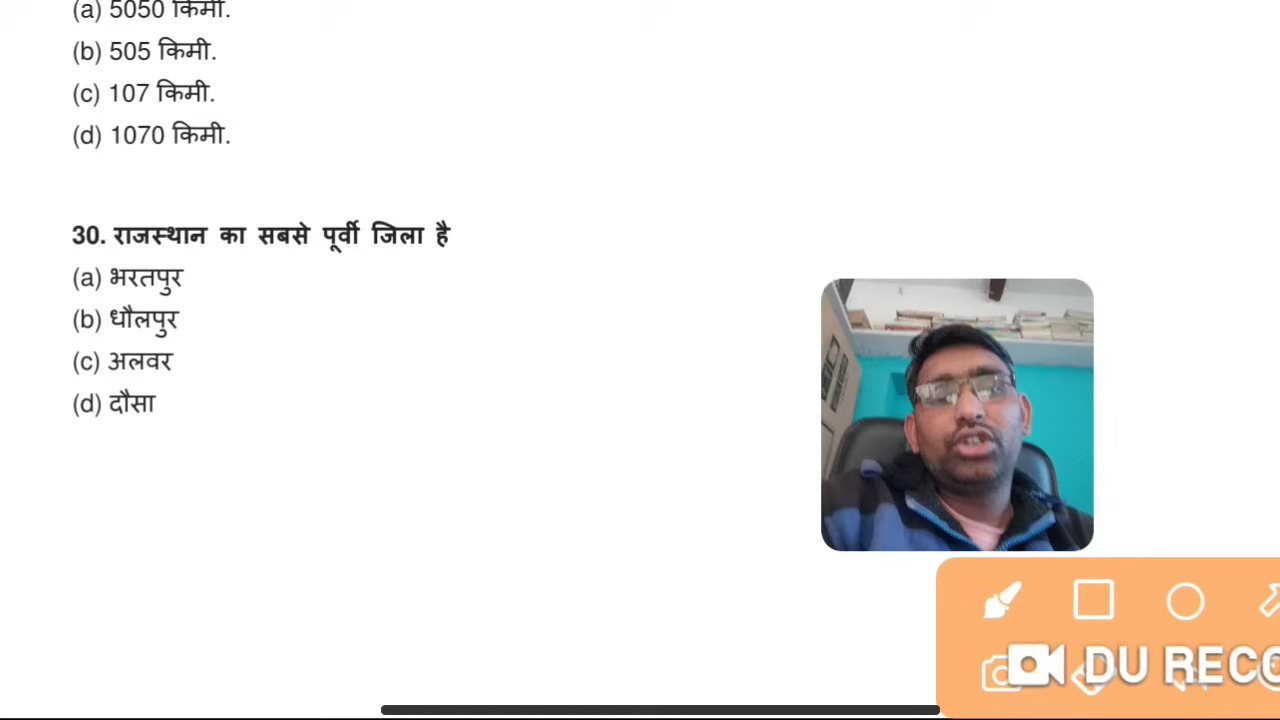 (a) 5050 किमी.
(b) 505 किमी.
(c) 107 किमी.
(d) 1070 किमी.
30. राजस्थान का सबसे पूर्वी जिला है
(a) भरतपुर
(b) धौलपुर
(c) अलवर
(d) दौसा
DU RECO